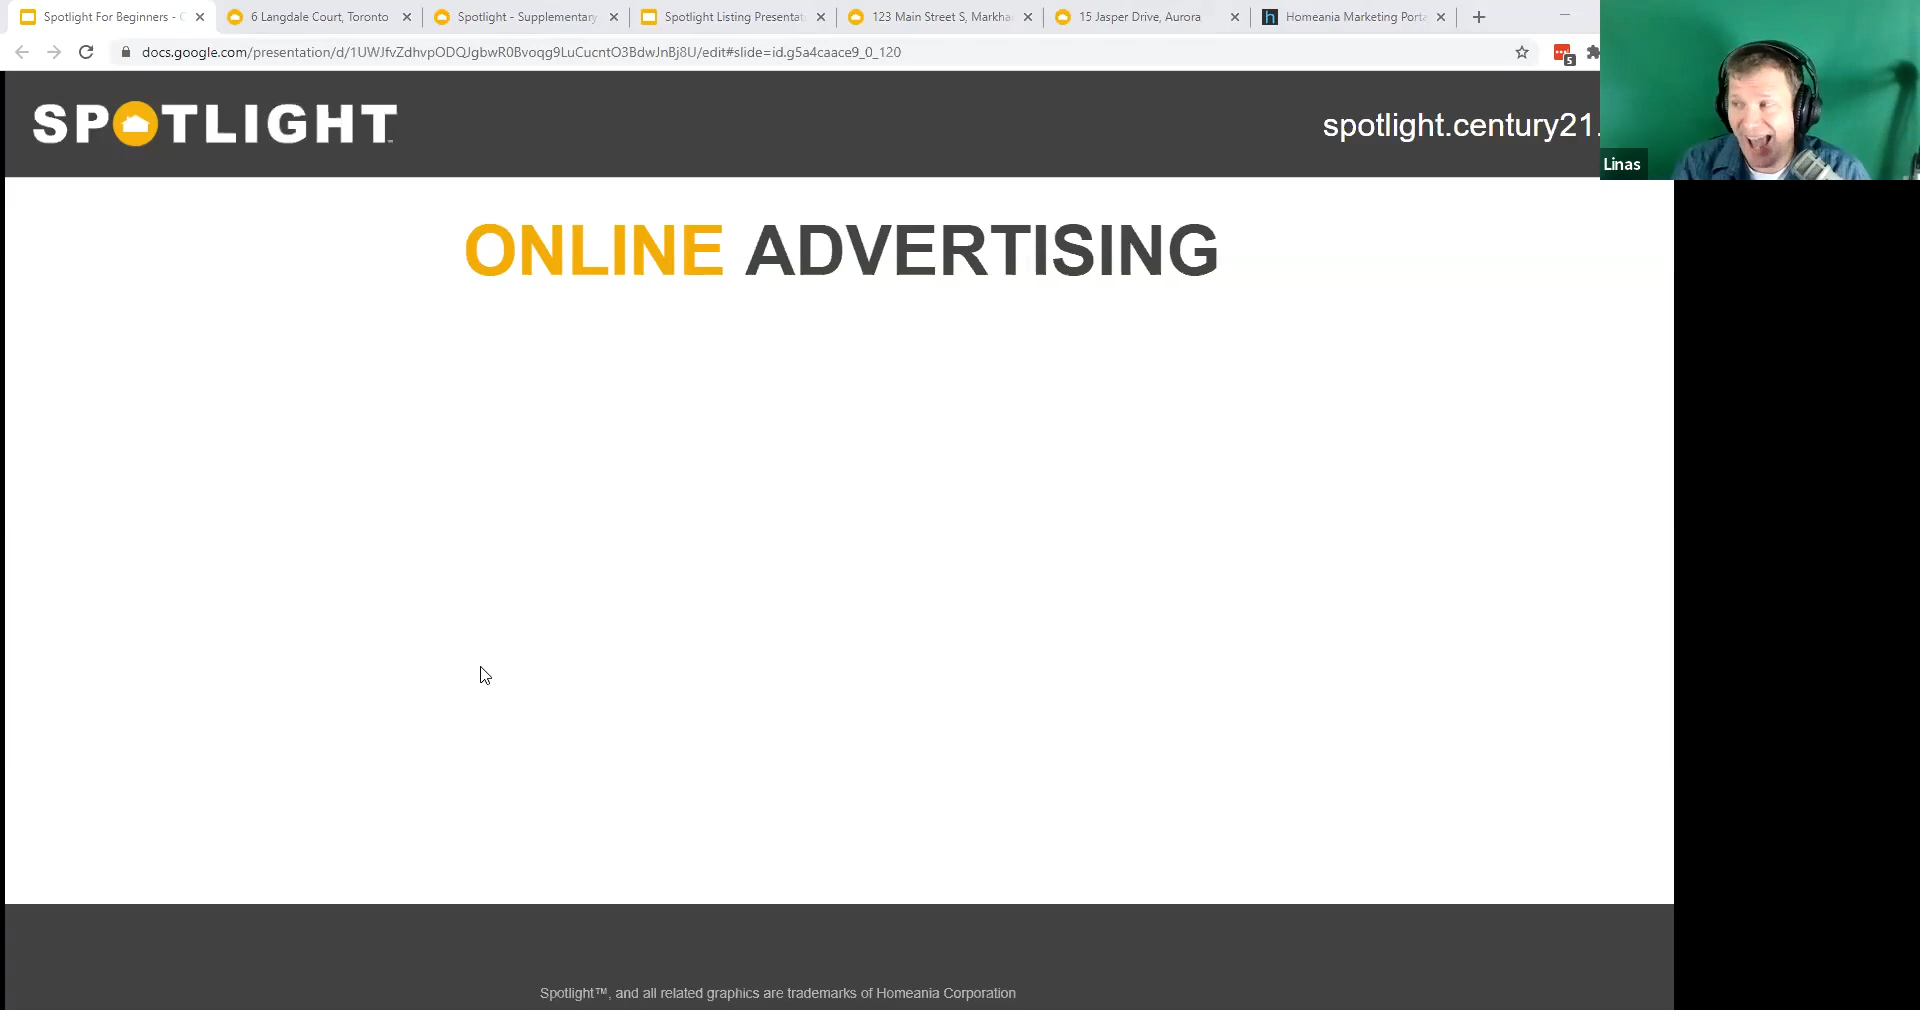 Spotlight For Beginners - C
6 Langdale Court, Toronto
Spotlight - Supplementary
Spotlight Listing Presentat
123 Main Street S, Markha
15 Jasper Drive, Aurora
h
Homeania Marketing Porta
docs.google.com/presentation/d/1UWJfvZdhvpODQJgbwR0Bvoqg9LuCucntO3BdwJnBj8U/edit#slide=id.g5a4caace9_0_120
5
SPOTLIGHT™
spotlight.century21.
Linas
ONLINE ADVERTISING
Spotlight™, and all related graphics are trademarks of Homeania Corporation